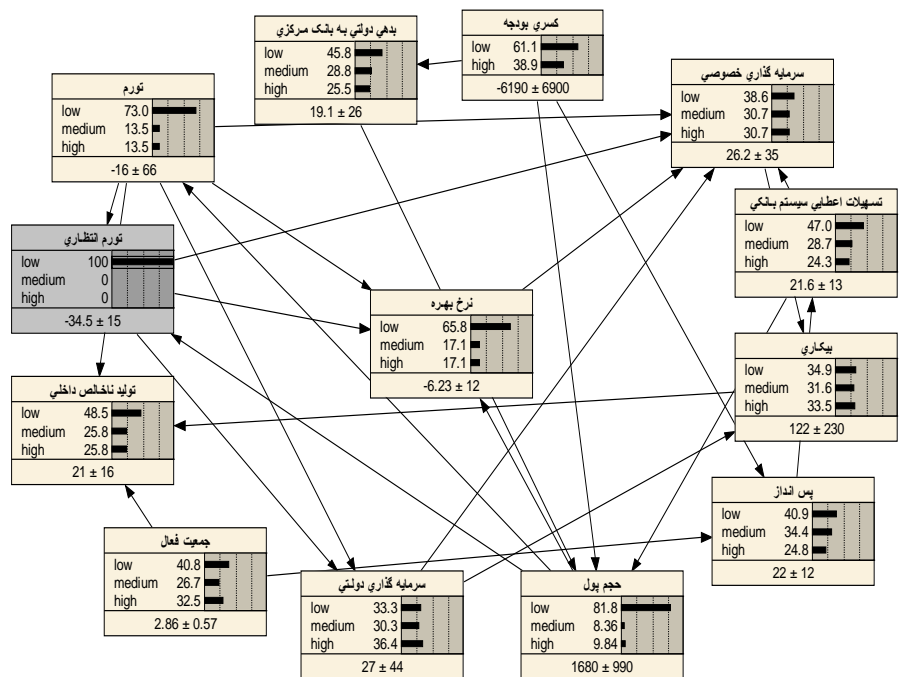 بدهي دولتي به بانک مرکزي
low 45.8
medium 28.8
high 25.5
19.1 ± 26
کسري بودجه
low 61.1
high 38.9
-6190 ± 6900
سرمايه گذاري خصوصي
low 38.6
medium 30.7
high 30.7
26.2 ± 35
تورم
low 73.0
medium 13.5
high 13.5
-16 ± 66
تسهيلات اعطايي سيستم بانکي
low 47.0
medium 28.7
high 24.3
21.6 ± 13
تورم انتظاري
low 100
medium 0
high 0
-34.5 ± 15
نرخ بهره
low 65.8
medium 17.1
high 17.1
-6.23 ± 12
بيکاري
low 34.9
medium 31.6
high 33.5
122 ± 230
توليد ناخالص داخلي
low 48.5
medium 25.8
high 25.8
21 ± 16
پس انداز
low 40.9
medium 34.4
high 24.8
22 ± 12
جمعيت فعال
low 40.8
medium 26.7
high 32.5
2.86 ± 0.57
سرمايه گذاري دولتي
low 33.3
medium 30.3
high 36.4
27 ± 44
حجم پول
low 81.8
medium 8.36
high 9.84
1680 ± 990